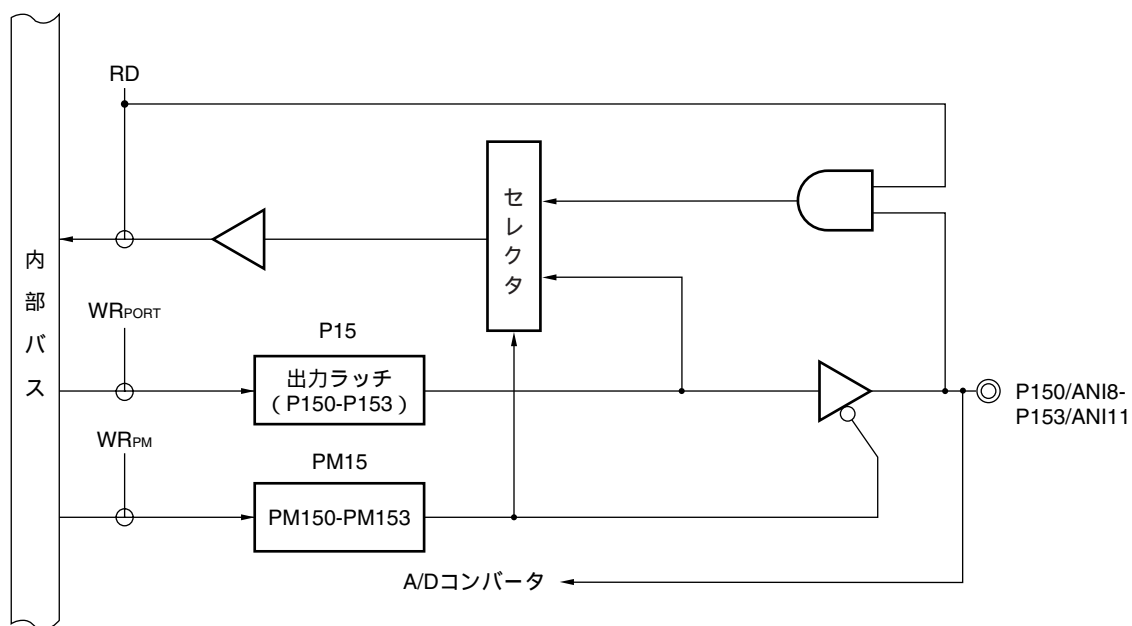 RD
セレクタ
内部バス
WRPORT
P15
出力ラッチ
(P150-P153)
P150/ANI8-
P153/ANI11
WRPM
PM15
PM150-PM153
A/Dコンバータ